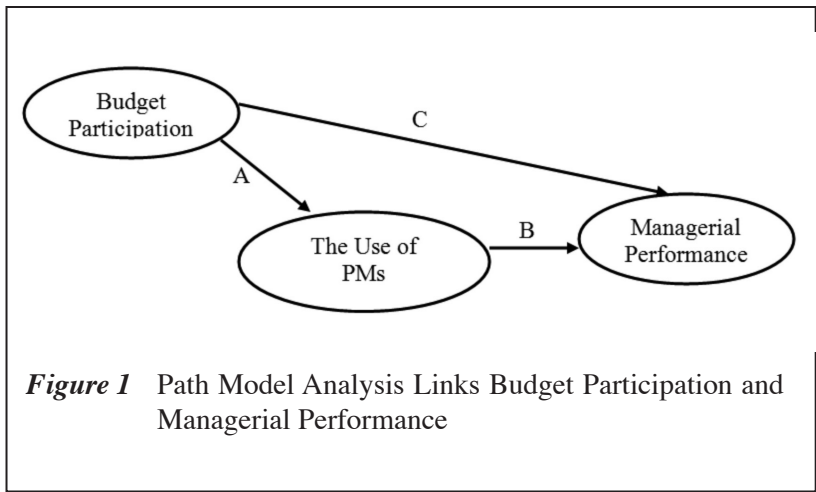 Budget
Participation
C
A
The Use of
PMs
B
Managerial
Performance
Figure 1 Path Model Analysis Links Budget Participation and
Managerial Performance